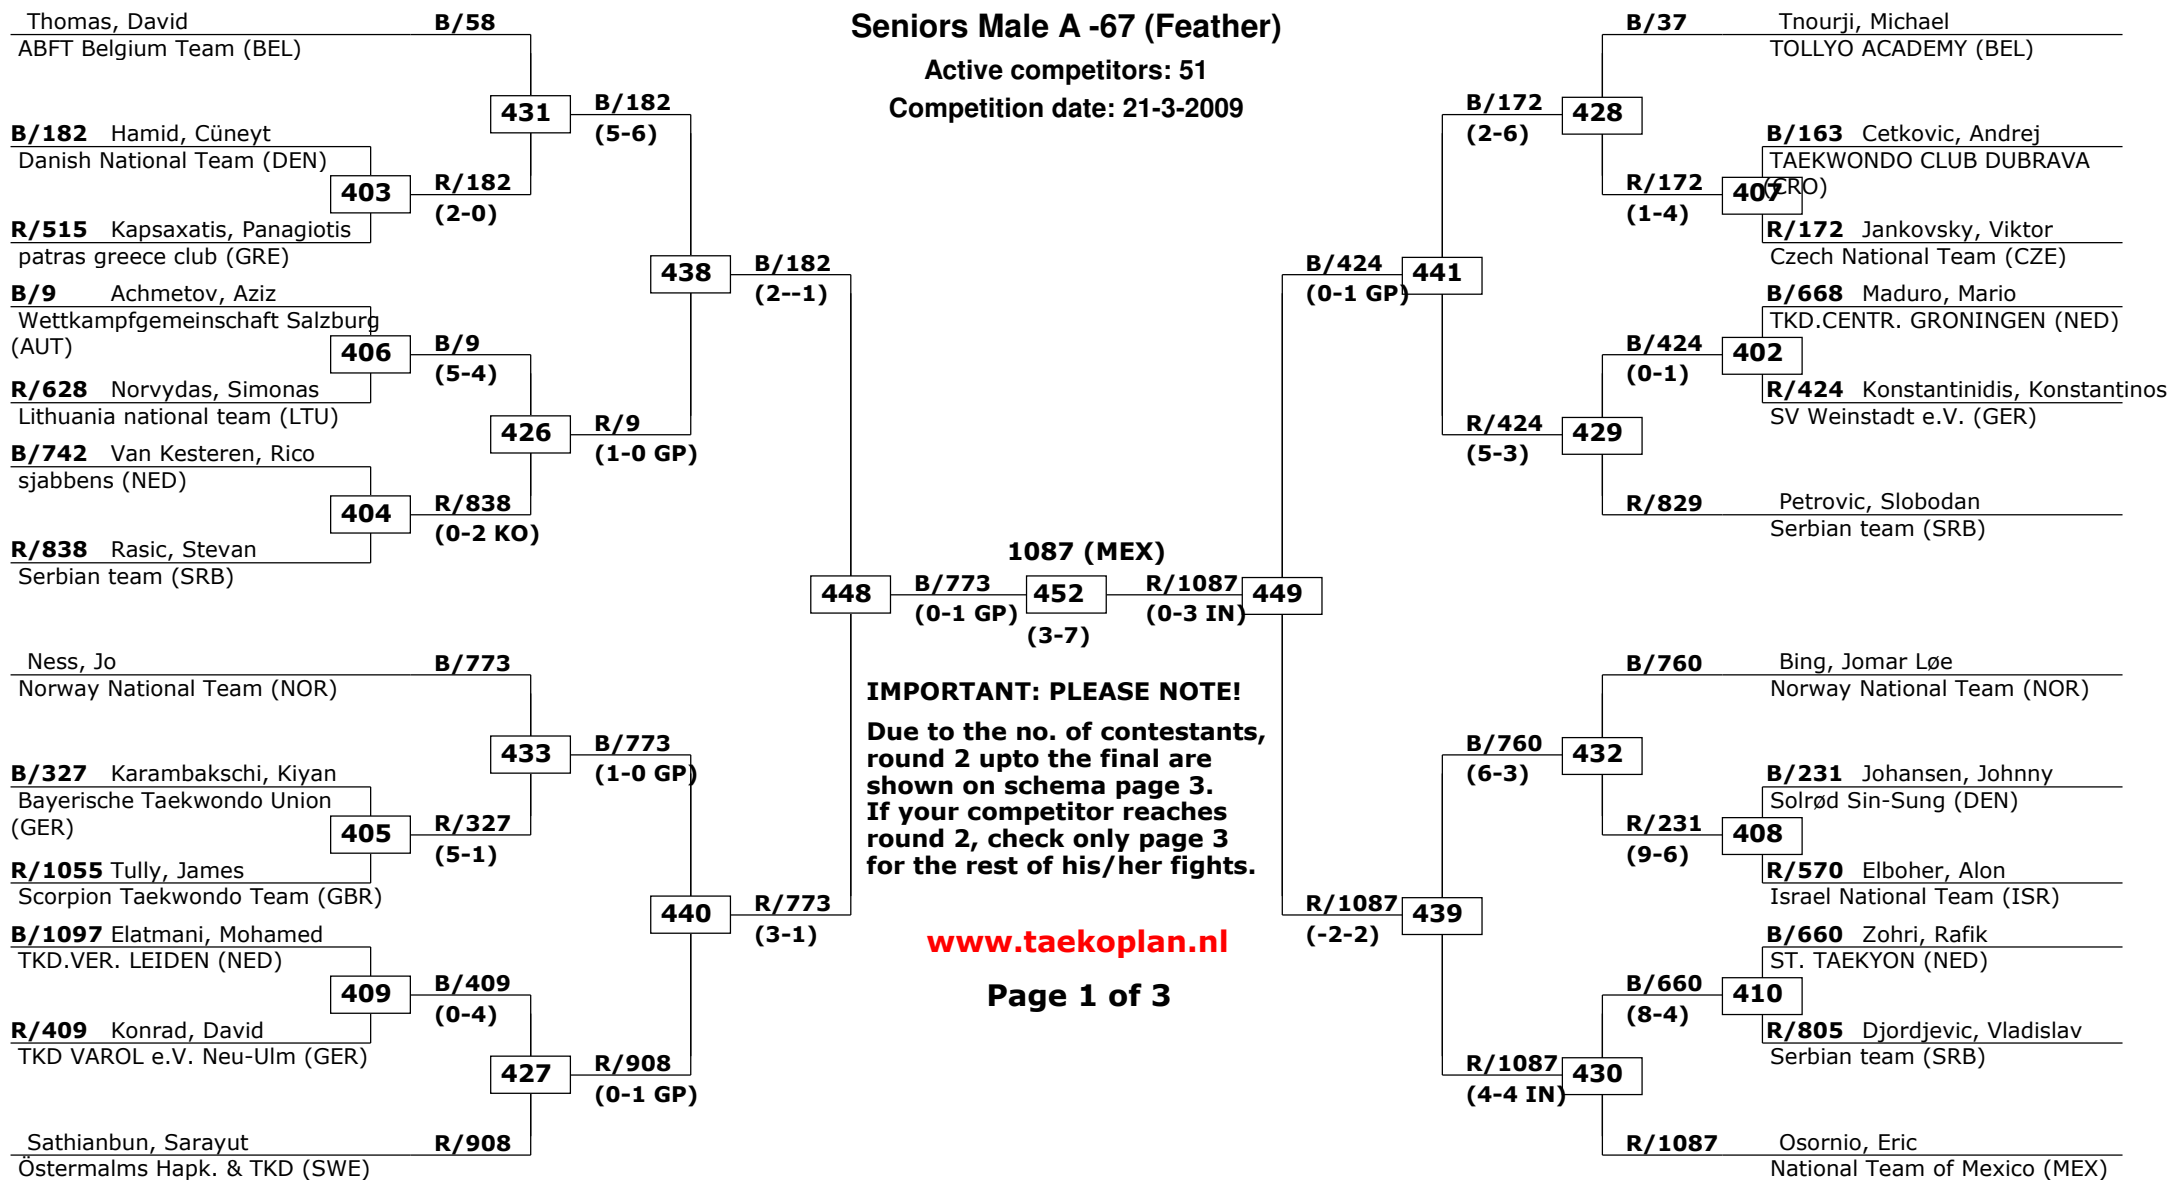 Seniors Male A -67 (Feather)
Active competitors: 51
Competition date: 21-3-2009
Thomas, David
B/58
ABFT Belgium Team (BEL)
431
B/182
(5-6)
B/182 Hamid, Cüneyt
Danish National Team (DEN)
403
R/182
(2-0)
R/515 Kapsaxatis, Panagiotis
patras greece club (GRE)
438
B/182
(2--1)
B/9 Achmetov, Aziz
Wettkampfgemeinschaft Salzburg
(AUT)
406
B/9
(5-4)
R/628 Norvydas, Simonas
Lithuania national team (LTU)
426
R/9
(1-0 GP)
B/742 Van Kesteren, Rico
sjabbens (NED)
404
R/838
(0-2 KO)
R/838 Rasic, Stevan
Serbian team (SRB)
448
B/773
(0-1 GP)
1087 (MEX)
452
(3-7)
R/1087
(0-3 IN)
449
Ness, Jo
B/773
Norway National Team (NOR)
433
B/773
(1-0 GP)
B/327 Karambakschi, Kiyan
Bayerische Taekwondo Union
(GER)
405
R/327
(5-1)
R/1055 Tully, James
Scorpion Taekwondo Team (GBR)
440
R/773
(3-1)
B/1097 Elatmani, Mohamed
TKD.VER. LEIDEN (NED)
409
B/409
(0-4)
R/409 Konrad, David
TKD VAROL e.V. Neu-Ulm (GER)
427
R/908
(0-1 GP)
Sathianbun, Sarayut
R/908
Östermalms Hapk. & TKD (SWE)
IMPORTANT: PLEASE NOTE!
Due to the no. of contestants,
round 2 upto the final are
shown on schema page 3.
If your competitor reaches
round 2, check only page 3
for the rest of his/her fights.
www.taekoplan.nl
Page 1 of 3
B/37
Tnourji, Michael
TOLLYO ACADEMY (BEL)
B/172
(2-6)
428
B/163 Cetkovic, Andrej
TAEKWONDO CLUB DUBRAVA
(CRO)
R/172
(1-4)
407
R/172 Jankovsky, Viktor
Czech National Team (CZE)
B/424
(0-1 GP)
441
B/668 Maduro, Mario
TKD.CENTR. GRONINGEN (NED)
B/424
(0-1)
402
R/424 Konstantinidis, Konstantinos
SV Weinstadt e.V. (GER)
R/424
(5-3)
429
R/829
Petrovic, Slobodan
Serbian team (SRB)
B/760
Bing, Jomar Løe
Norway National Team (NOR)
B/760
(6-3)
432
B/231 Johansen, Johnny
Solrød Sin-Sung (DEN)
R/231
(9-6)
408
R/570 Elboher, Alon
Israel National Team (ISR)
R/1087
(-2-2)
439
B/660 Zohri, Rafik
ST. TAEKYON (NED)
B/660
(8-4)
410
R/805 Djordjevic, Vladislav
Serbian team (SRB)
R/1087
(4-4 IN)
430
R/1087
Osornio, Eric
National Team of Mexico (MEX)